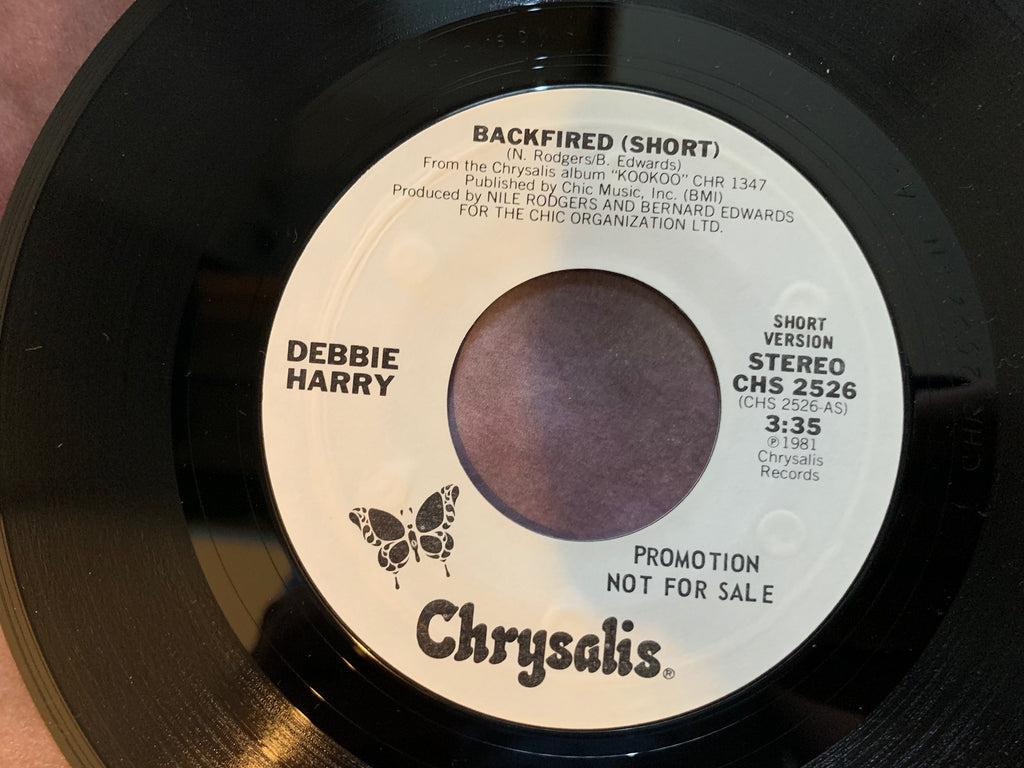 BACKFIRED (SHORT)
(N. Rodgers/B. Edwards)
From the Chrysalis album "KOOKOO" CHR 1347
Published by Chic Music, Inc. (BMI)
Produced by NILE RODGERS AND BERNARD EDWARDS
FOR THE CHIC ORGANIZATION LTD.
DEBBIE
HARRY
SHORT
VERSION
STEREO
CHS 2526
(CHS 2526-AS)
3:35
℗ 1981
Chrysalis
Records
PROMOTION
NOT FOR SALE
Chrysalis®